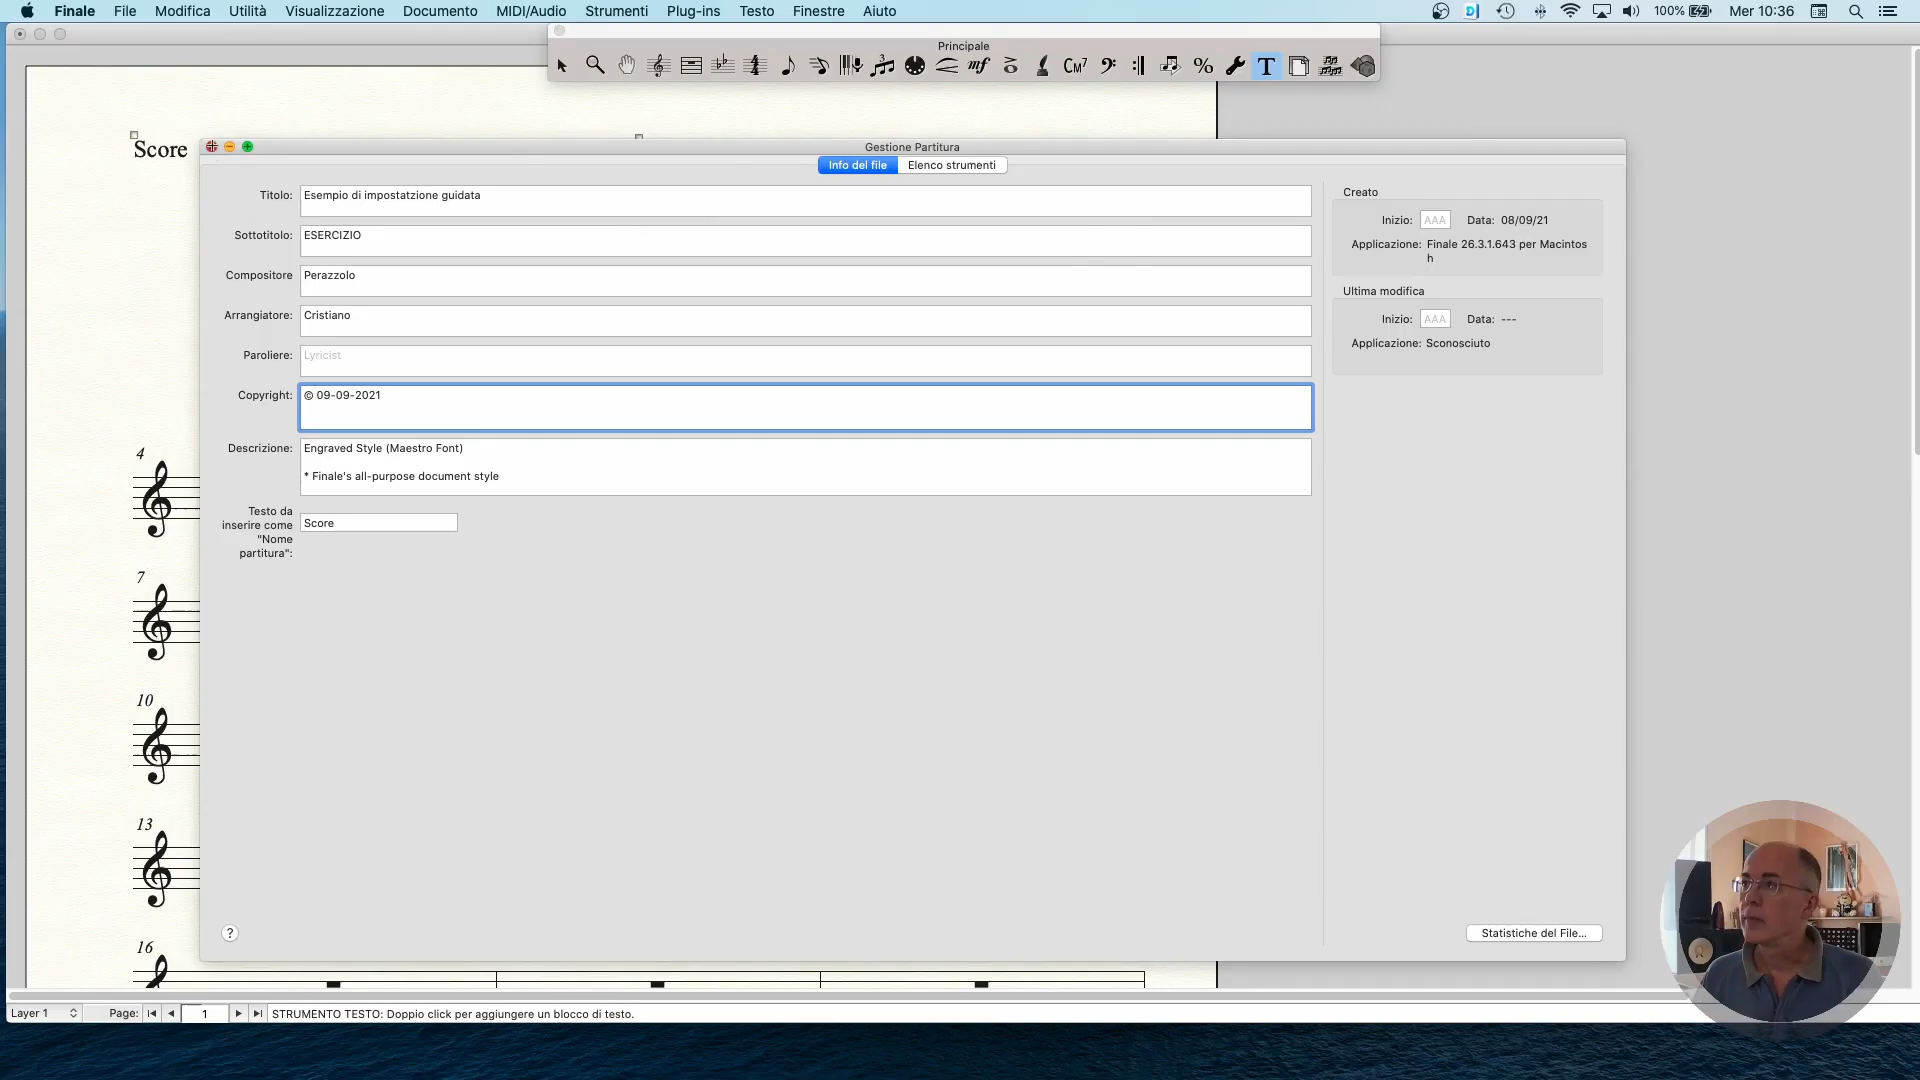 Finale File Modifica Utilità Visualizzazione Documento MIDI/Audio Strumenti Plug-ins Testo Finestre Aiuto 100% Mer 10:36
Principale
mf CM7 % T
Score
Gestione Partitura
Info del file Elenco strumenti
Titolo: Esempio di impostatzione guidata
Sottotitolo: ESERCIZIO
Compositore Perazzolo
Arrangiatore: Cristiano
Paroliere: Lyricist
Copyright: © 09-09-2021
Descrizione: Engraved Style (Maestro Font)
* Finale's all-purpose document style
Testo da
inserire come
"Nome
partitura":
Score
Creato
Inizio: AAA Data: 08/09/21
Applicazione: Finale 26.3.1.643 per Macintos
h
Ultima modifica
Inizio: AAA Data: ---
Applicazione: Sconosciuto
4
7
10
13
16
? Statistiche del File...
Layer 1 Page: 1 STRUMENTO TESTO: Doppio click per aggiungere un blocco di testo.